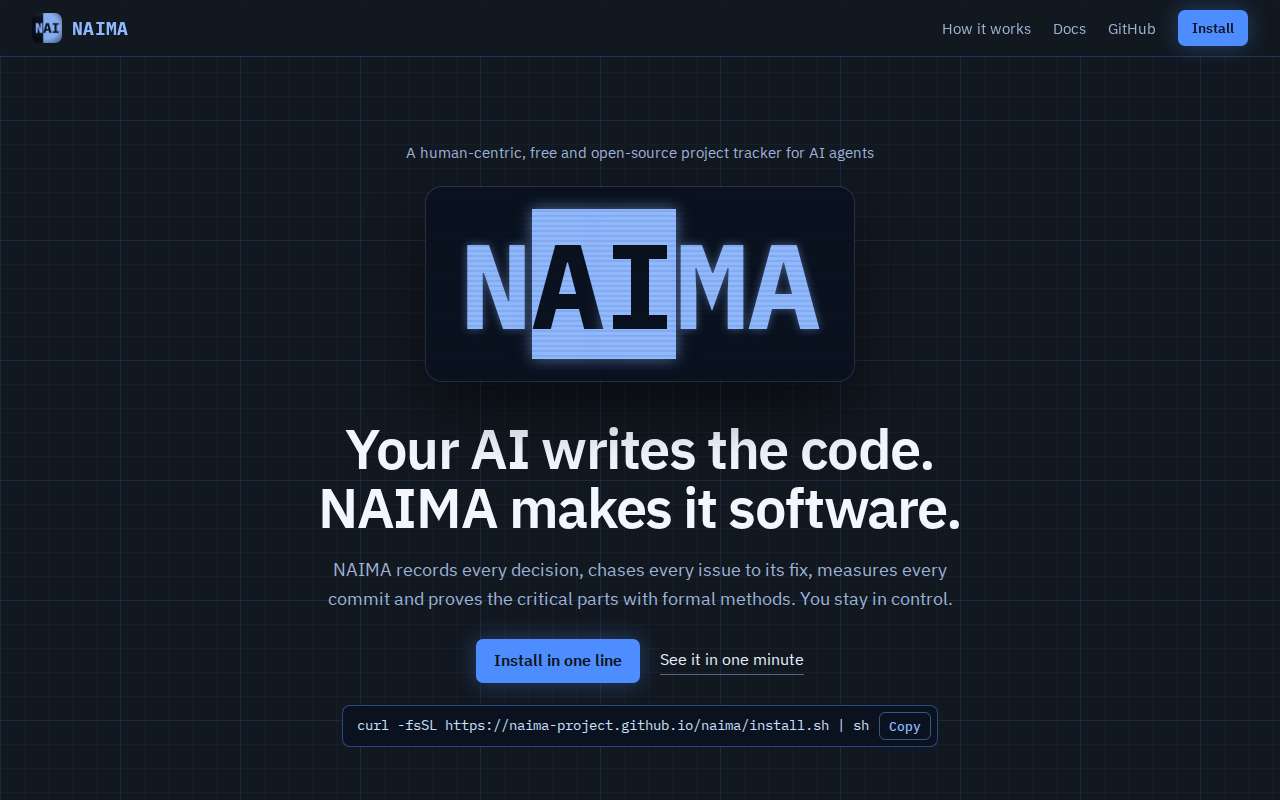 NAI NAIMA
How it works Docs GitHub Install
A human-centric, free and open-source project tracker for AI agents
NAIMA
Your AI writes the code.
NAIMA makes it software.
NAIMA records every decision, chases every issue to its fix, measures every
commit and proves the critical parts with formal methods. You stay in control.
Install in one line See it in one minute
curl -fsSL https://naima-project.github.io/naima/install.sh | sh Copy